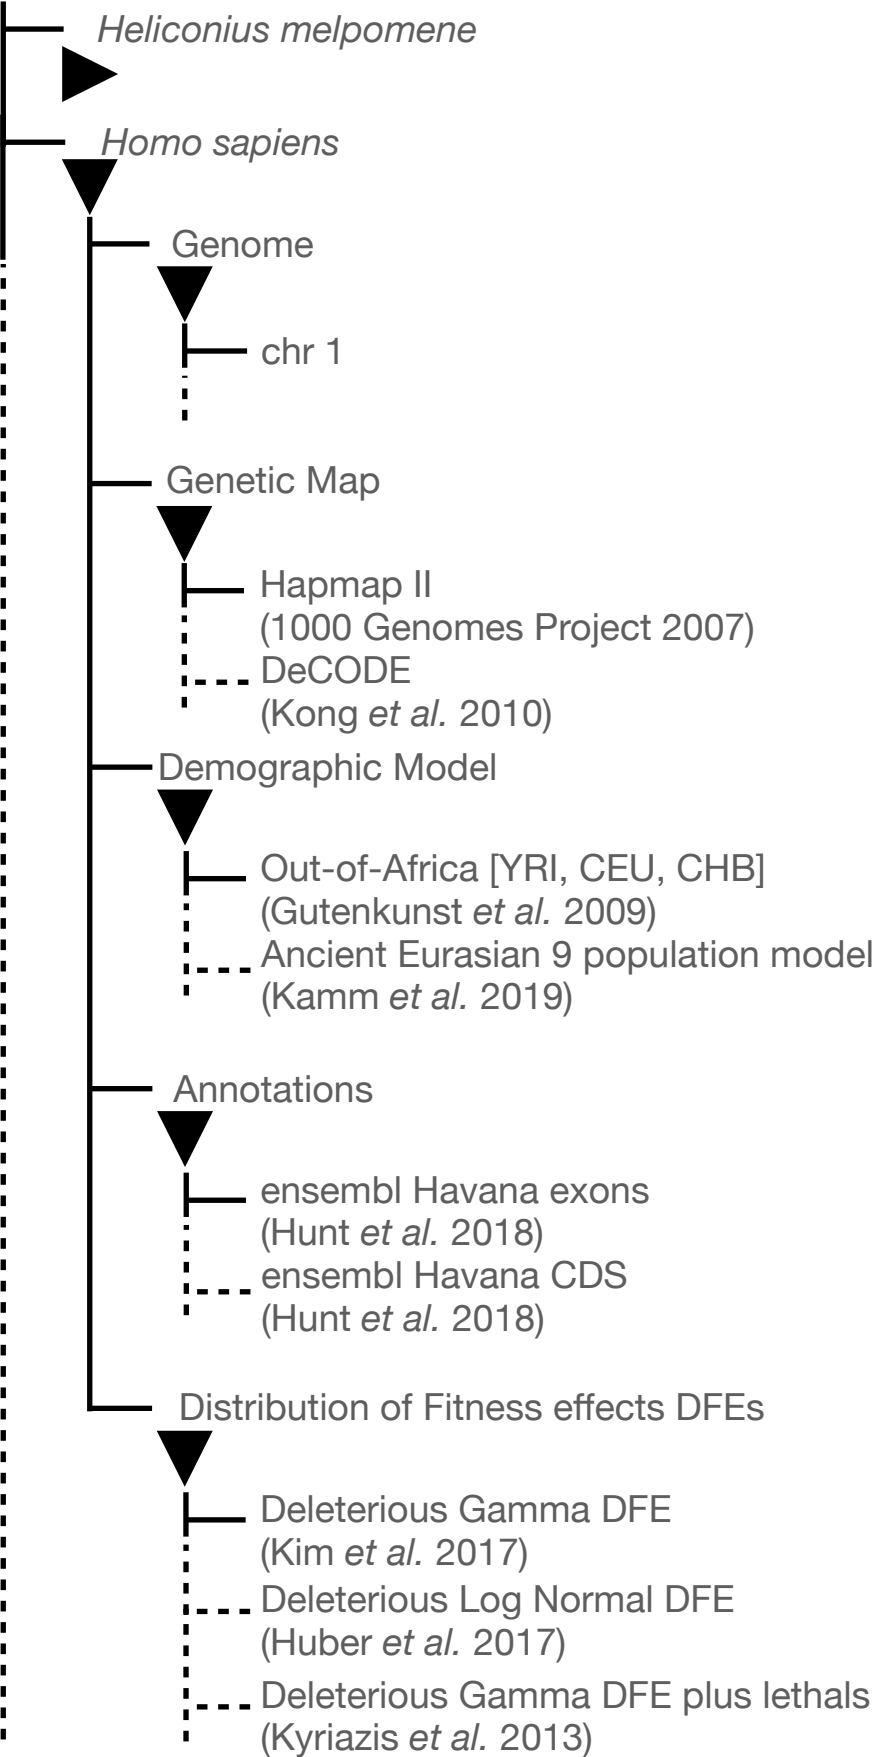 Heliconius melpomene
Homo sapiens
Genome
chr 1
Genetic Map
Hapmap II
(1000 Genomes Project 2007)
DeCODE
(Kong et al. 2010)
Demographic Model
Out-of-Africa [YRI, CEU, CHB]
(Gutenkunst et al. 2009)
Ancient Eurasian 9 population model
(Kamm et al. 2019)
Annotations
ensembl Havana exons
(Hunt et al. 2018)
ensembl Havana CDS
(Hunt et al. 2018)
Distribution of Fitness effects DFEs
Deleterious Gamma DFE
(Kim et al. 2017)
Deleterious Log Normal DFE
(Huber et al. 2017)
Deleterious Gamma DFE plus lethals
(Kyriazis et al. 2013)